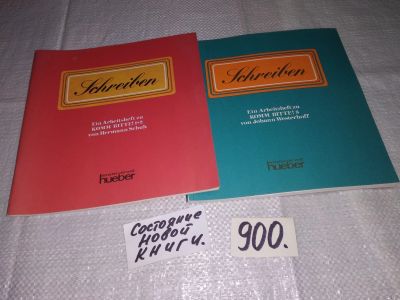 Schreiben
Ein Arbeitsheft zu
KOMM BITTE! 1+2
von Hermann Schuh
hueber
Schreiben
Ein Arbeitsheft zu
KOMM BITTE! 3
von Johann Westerhoff
hueber
Состояние
новой
книги.
900.